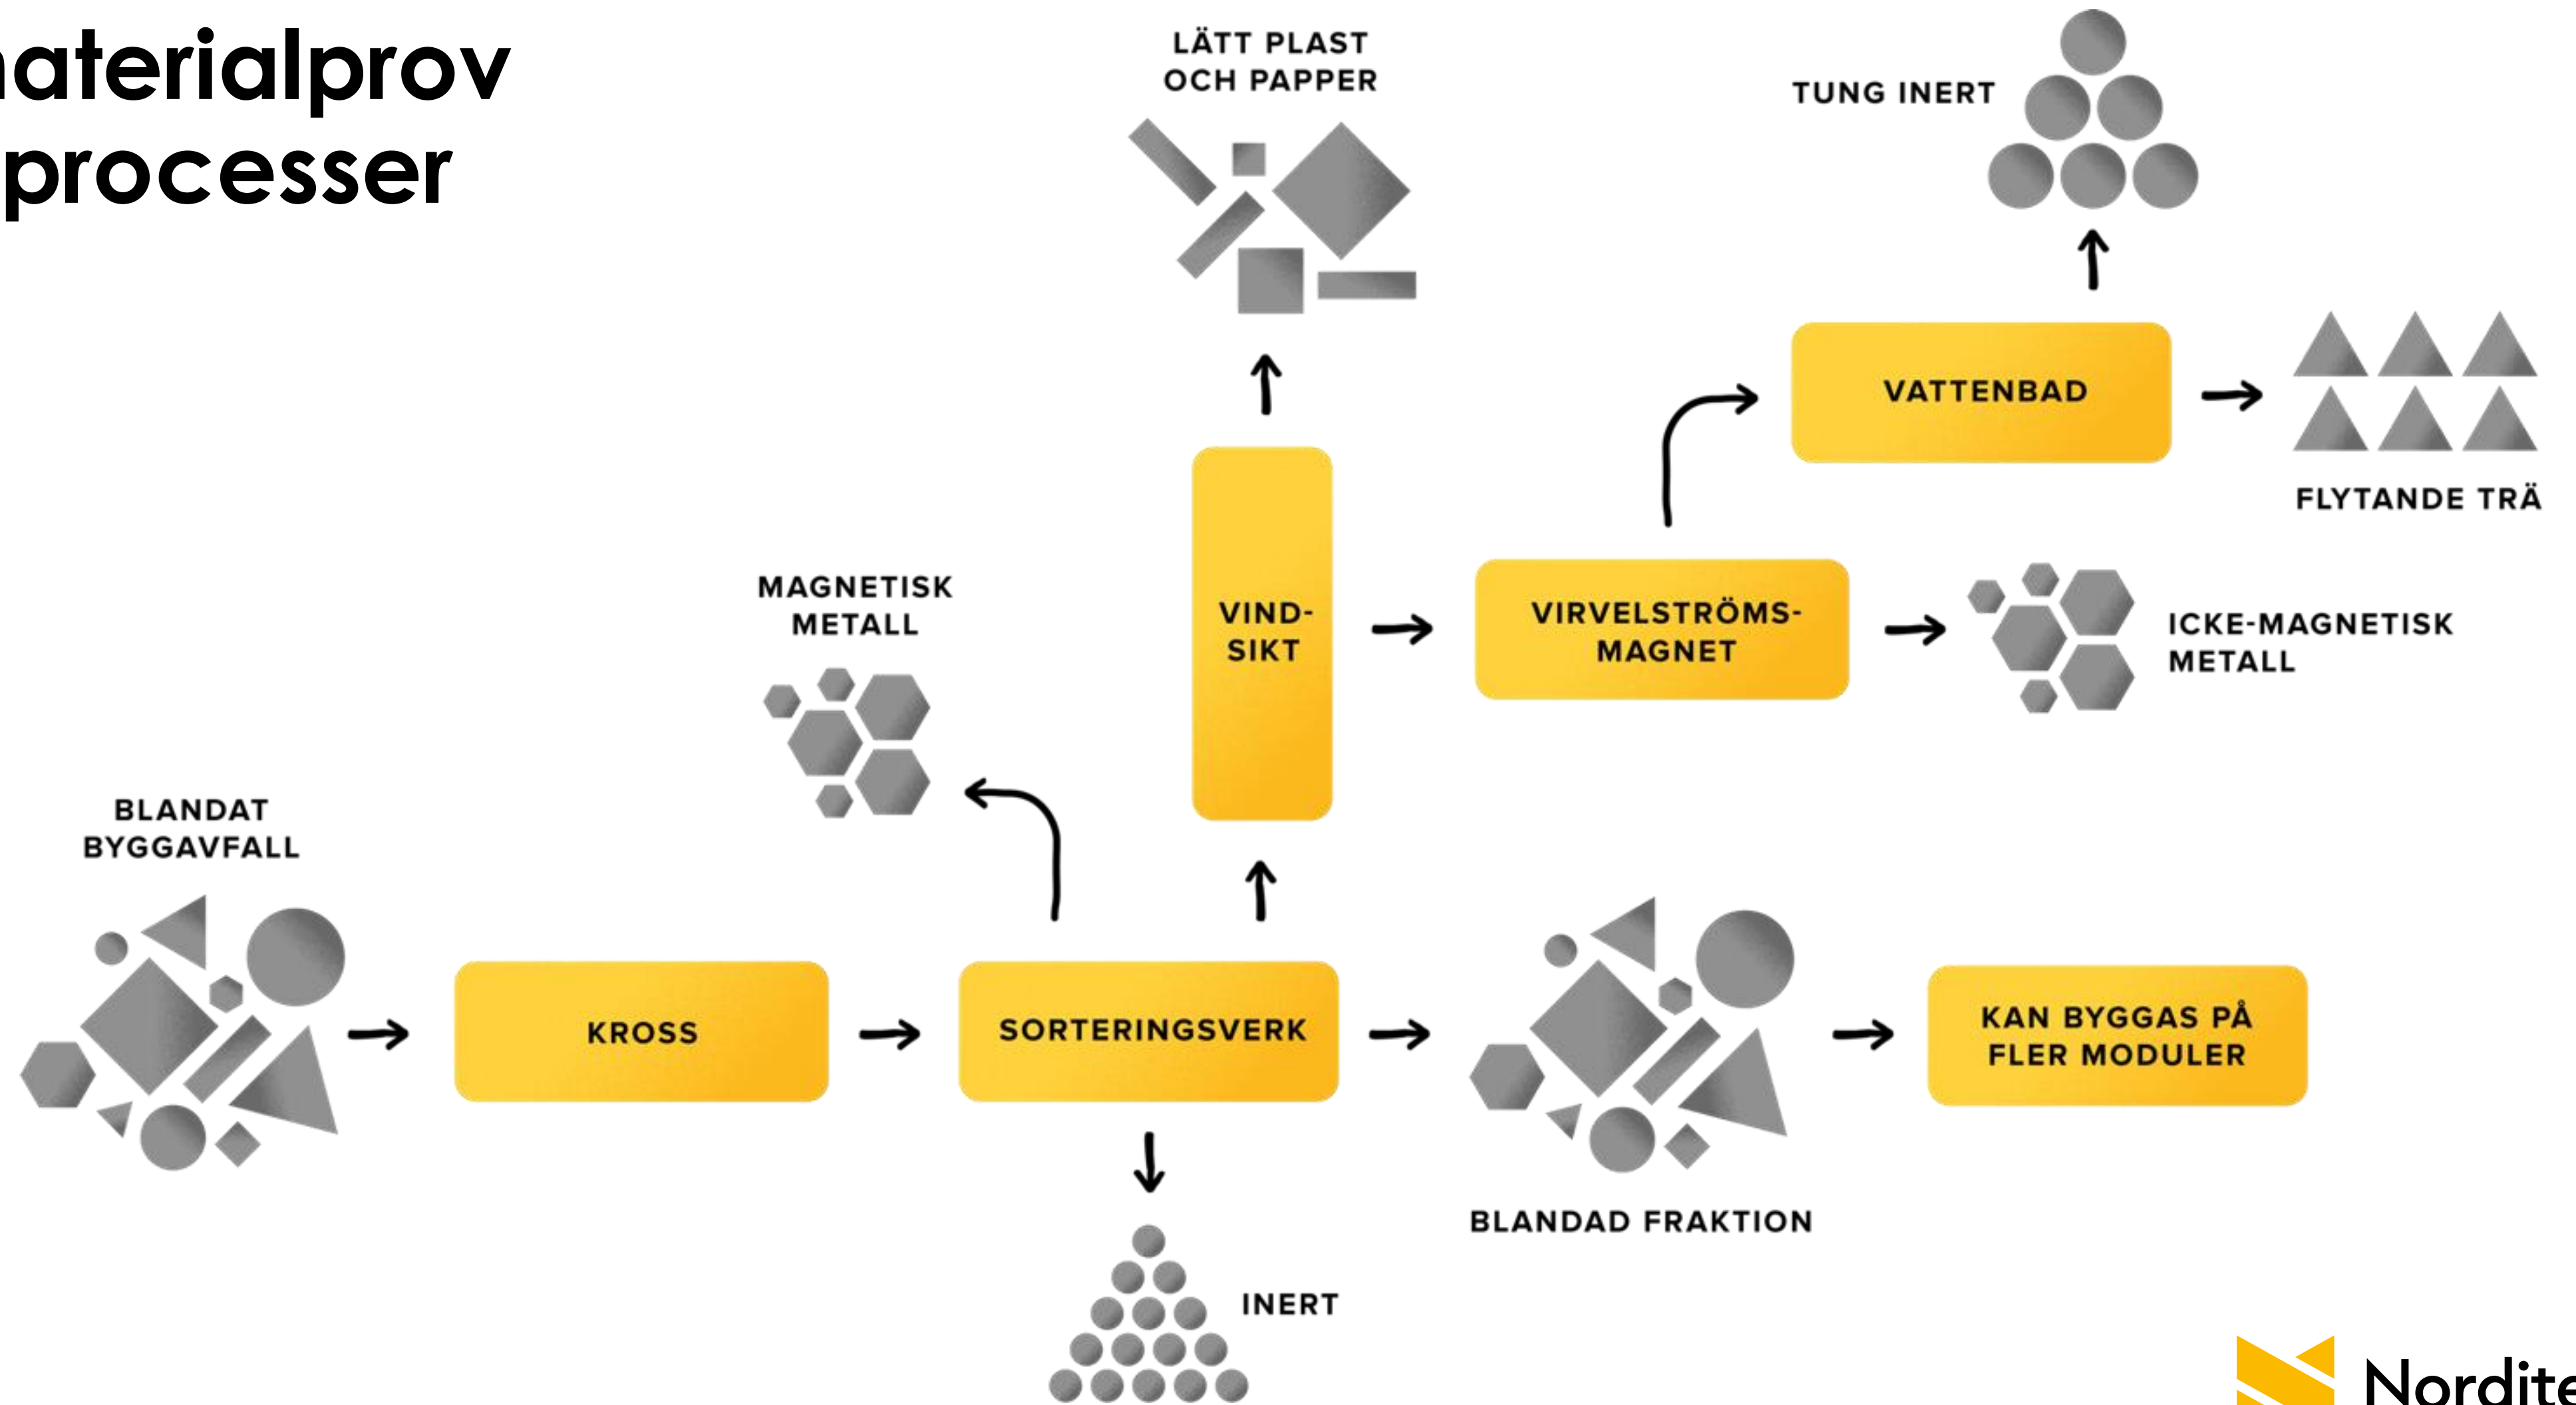 materialprov
processer
LÄTT PLAST
OCH PAPPER
TUNG INERT
VATTENBAD
FLYTANDE TRÄ
MAGNETISK
METALL
VIND-
SIKT
VIRVELSTRÖMS-
MAGNET
ICKE-MAGNETISK
METALL
BLANDAT
BYGGAVFALL
KROSS
SORTERINGSVERK
KAN BYGGAS PÅ
FLER MODULER
BLANDAD FRAKTION
INERT
Nordite